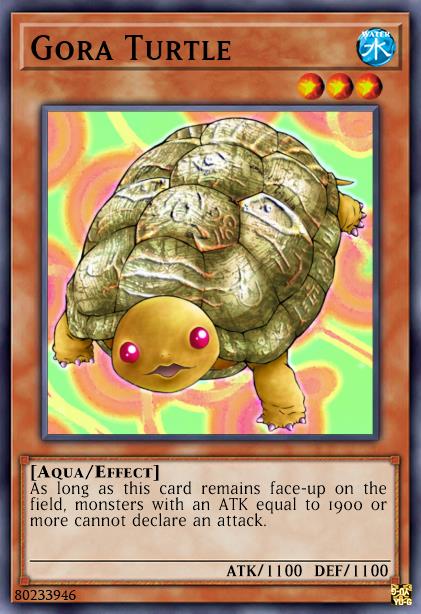 Gora Turtle
WATER
水
[Aqua/Effect]
As long as this card remains face-up on the
field, monsters with an ATK equal to 1900 or
more cannot declare an attack.
ATK/1100 DEF/1100
80233946